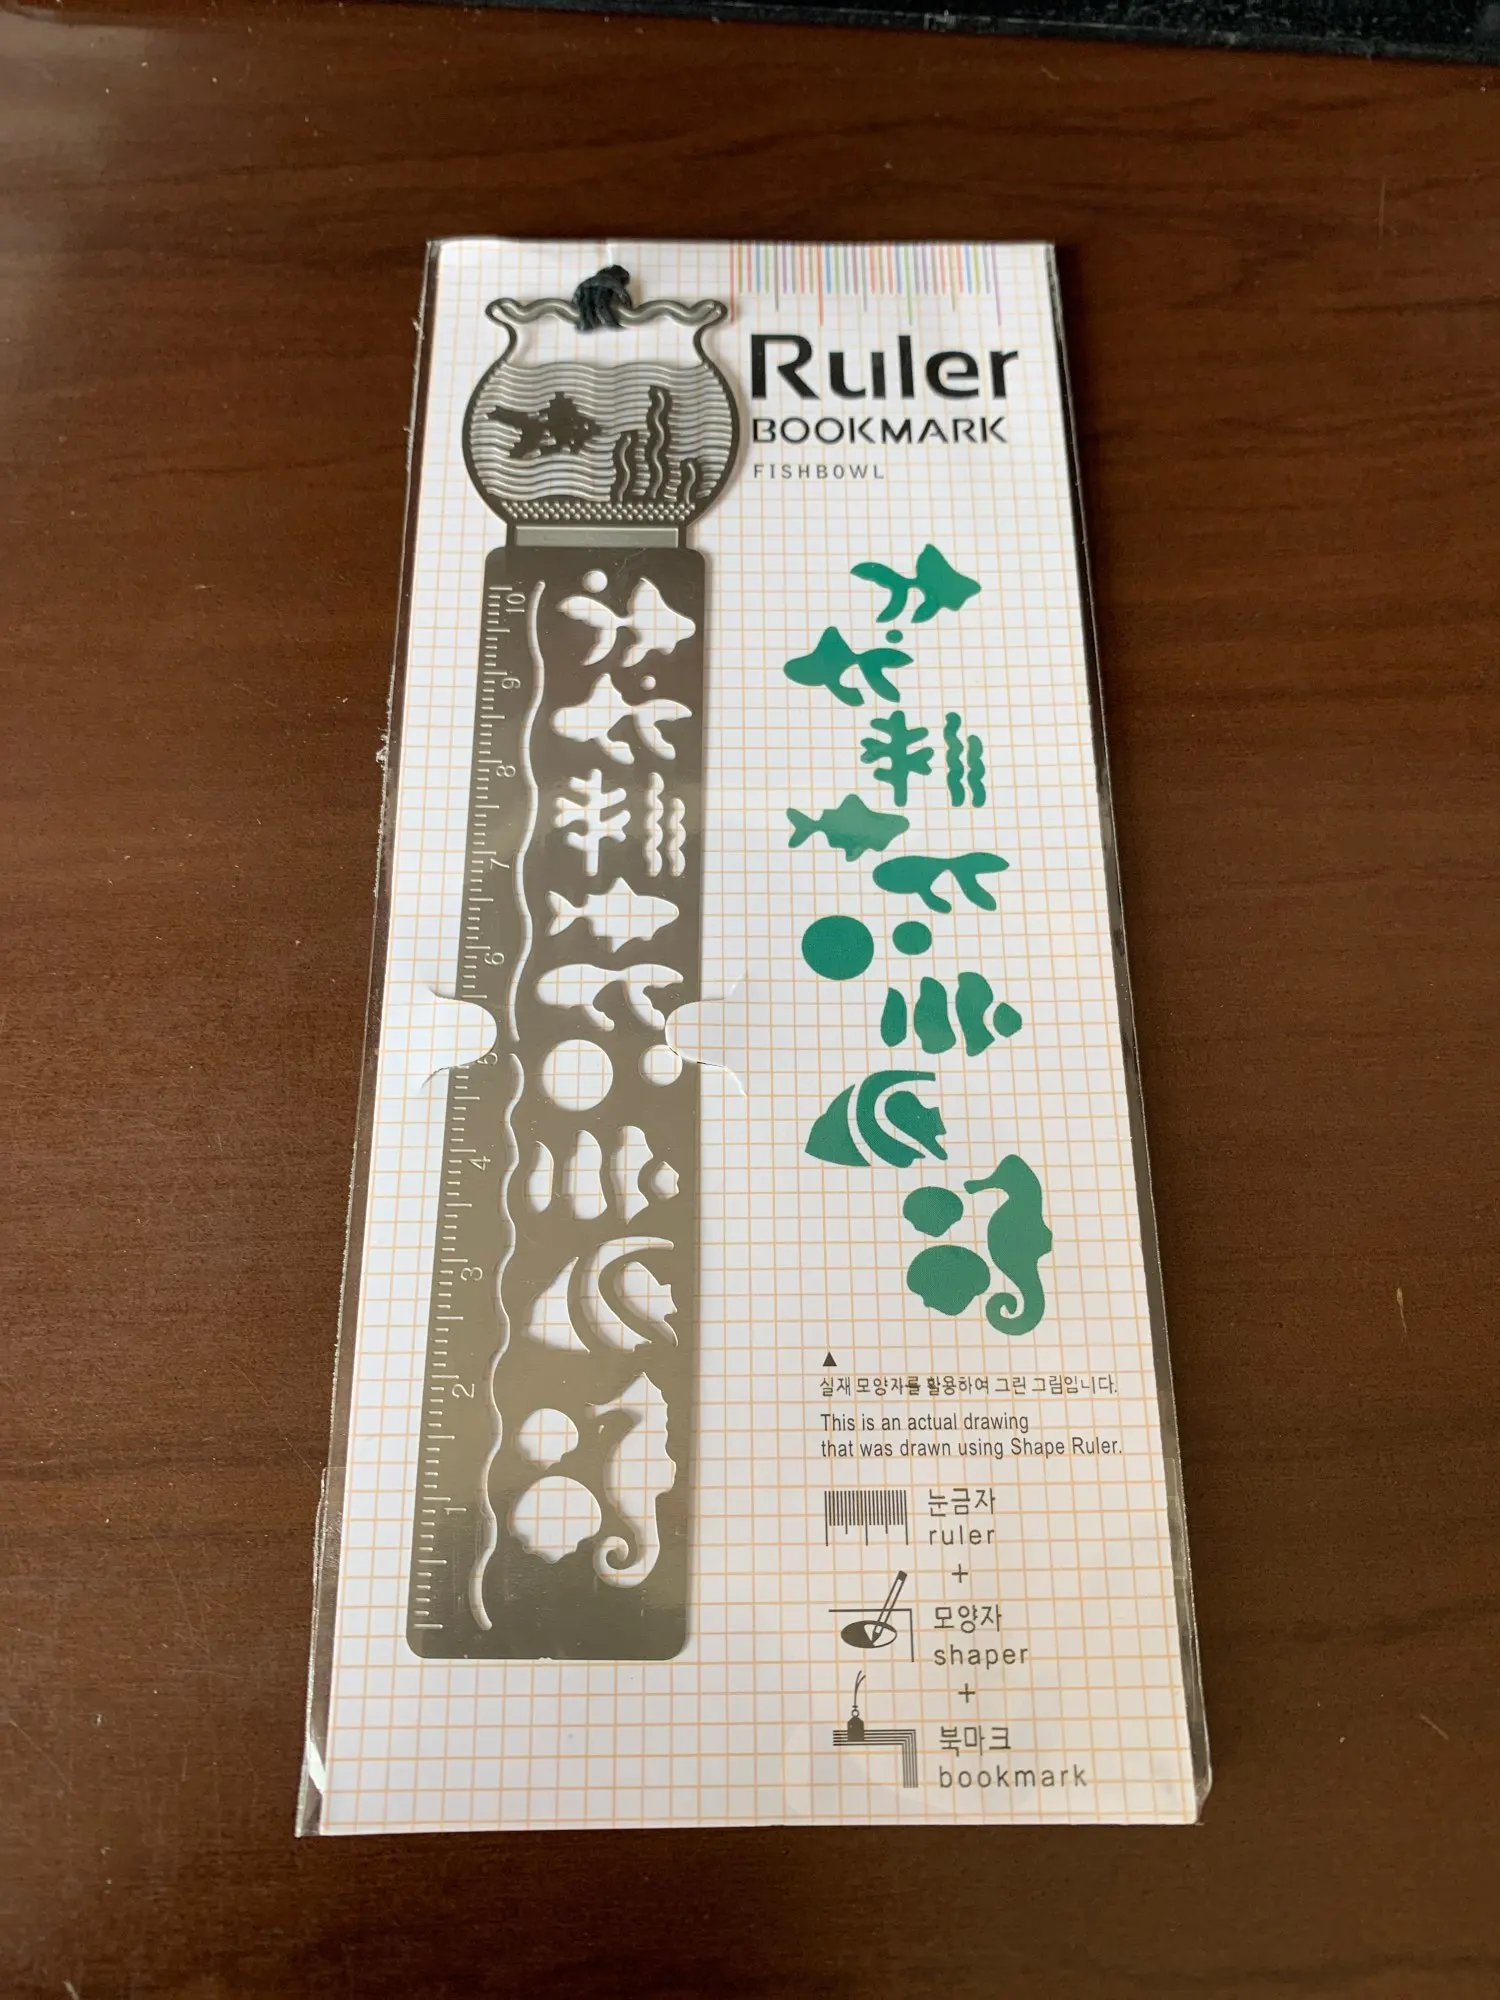 Ruler
BOOKMARK
FISHBOWL
10
9
8
7
6
5
4
3
2
1
실재 모양자를 활용하여 그린 그림입니다.
This is an actual drawing
that was drawn using Shape Ruler.
눈금자
ruler
+
모양자
shaper
+
북마크
bookmark